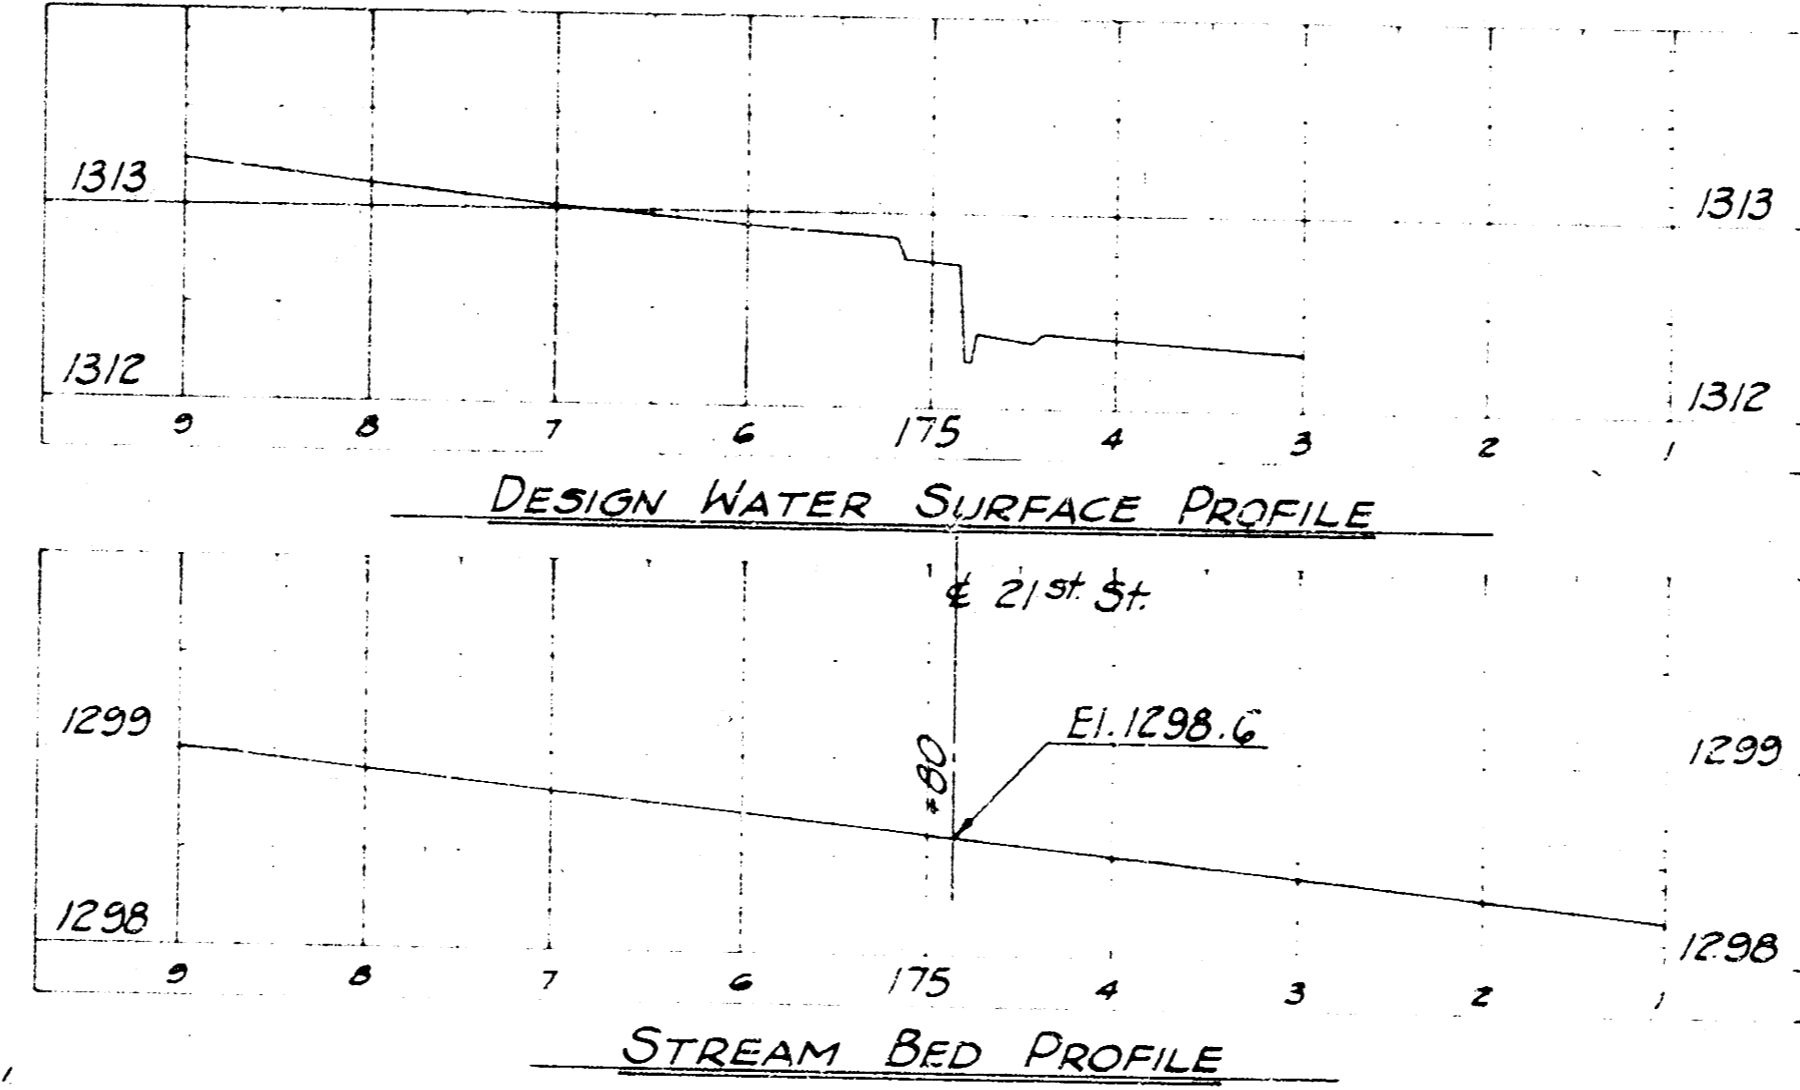 1313 1313
1312 1312
9 8 7 6 175 4 3 2 1
DESIGN WATER SURFACE PROFILE
℄ 21st. St.
1299 El. 1298.6 1299
+80
1298 1298
9 8 7 6 175 4 3 2 1
STREAM BED PROFILE